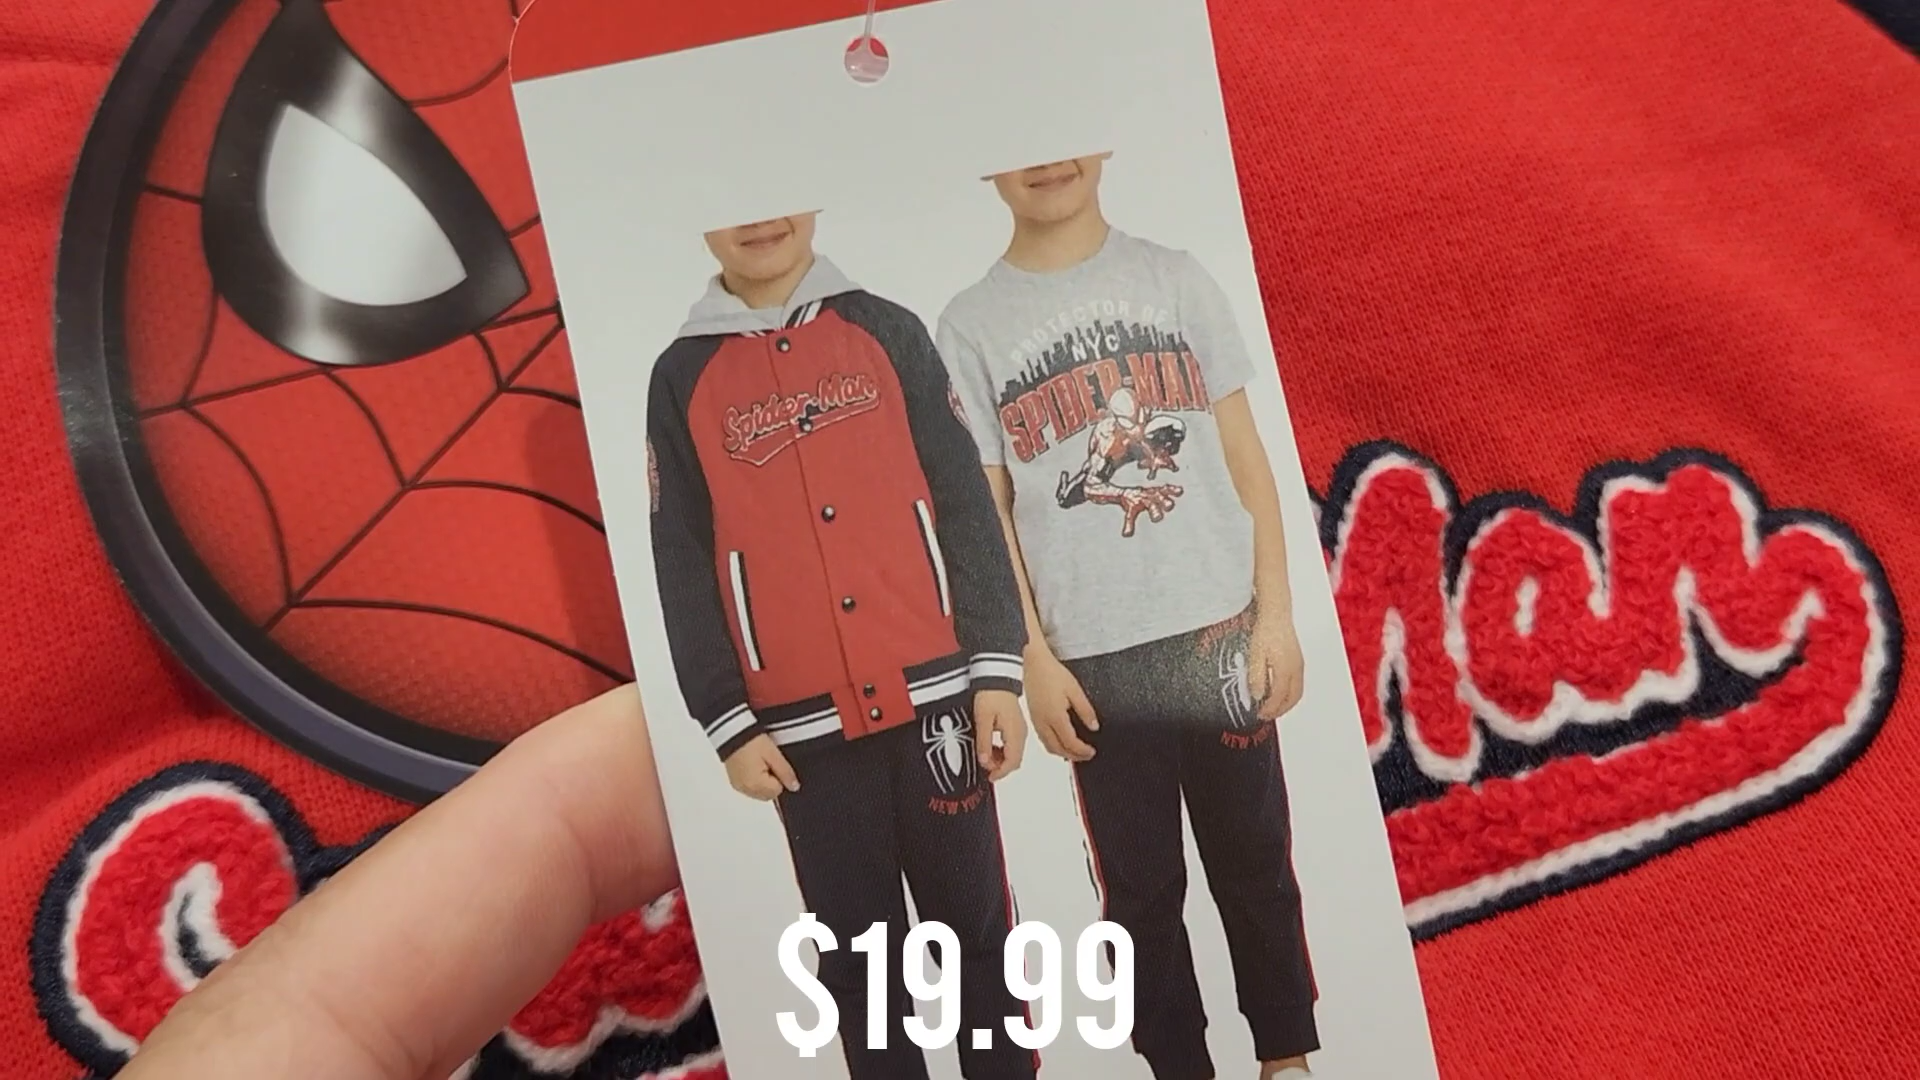 Spider-Man
PROTECTOR OF
NYC
SPIDER-MAN
NEW YORK
NEW YORK
Man
$19.99